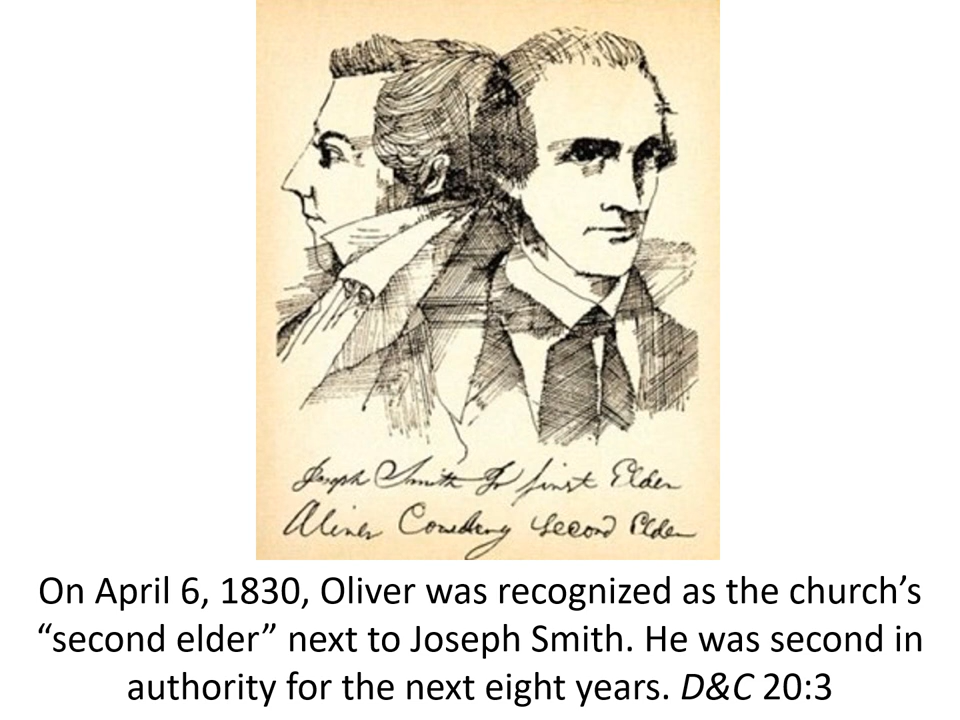 Joseph Smith Jr first Elder
Oliver Cowdery Second Elder
On April 6, 1830, Oliver was recognized as the church’s
“second elder” next to Joseph Smith. He was second in
authority for the next eight years. D&C 20:3